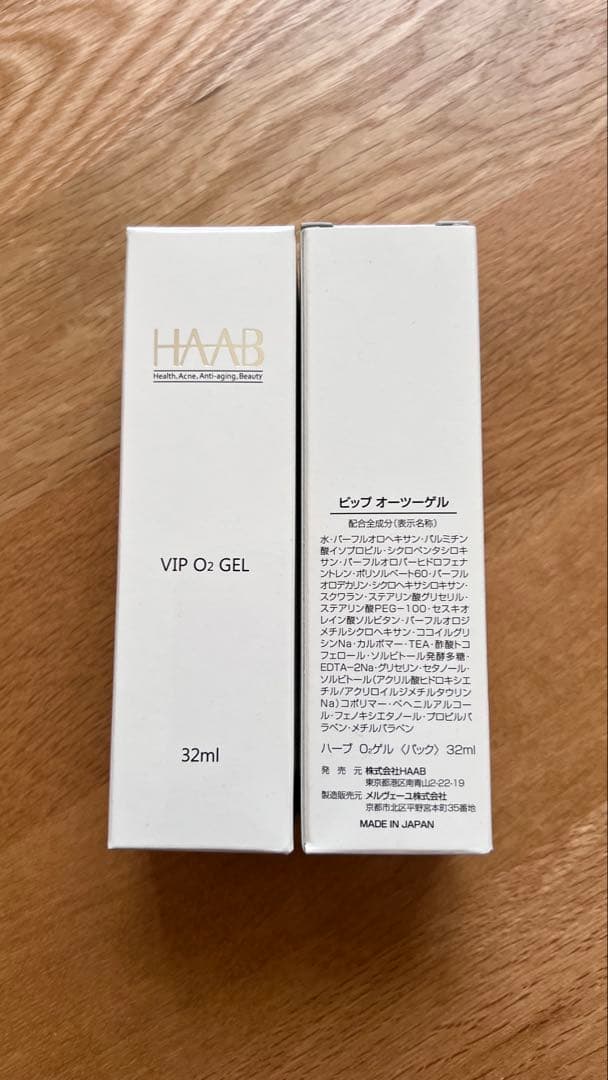 HAAB
Health, Acne, Anti-aging, Beauty
VIP O2 GEL
32ml
ビップ オーツーゲル
配合全成分(表示名称)
水・パーフルオロヘキサン・パルミチン
酸イソプロピル・シクロペンタシロキ
サン・パーフルオロパーヒドロフェナ
ントレン・ポリソルベート60・パーフル
オロデカリン・シクロヘキサシロキサン・
スクワラン・ステアリン酸グリセリル・
ステアリン酸PEG-100・セスキオ
レイン酸ソルビタン・パーフルオロジ
メチルシクロヘキサン・ココイルグリ
シンNa・カルボマー・TEA・酢酸トコ
フェロール・ソルビトール発酵多糖・
EDTA-2Na・グリセリン・セタノール・
ソルビトール(アクリル酸ヒドロキシエ
チル/アクリロイルジメチルタウリン
Na)コポリマー・ベヘニルアルコー
ル・フェノキシエタノール・プロピルパ
ラベン・メチルパラベン
ハーブ O2ゲル 〈パック〉 32ml
発 売 元 株式会社HAAB
東京都港区南青山2-22-19
製造販売元 メルヴェーユ株式会社
京都市北区平野宮本町35番地
MADE IN JAPAN